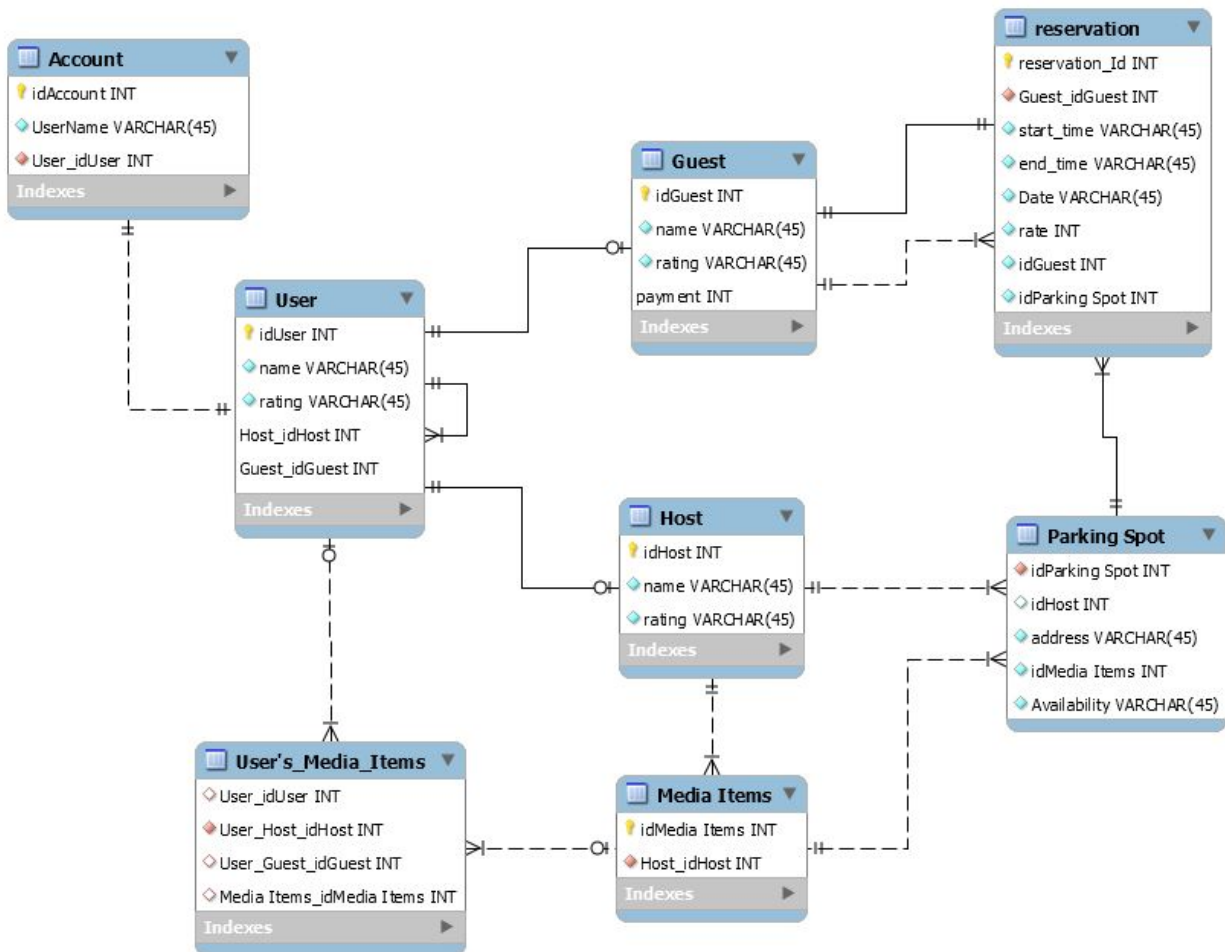 Account
idAccount INT
UserName VARCHAR(45)
User_idUser INT
Indexes
reservation
reservation_Id INT
Guest_idGuest INT
start_time VARCHAR(45)
end_time VARCHAR(45)
Date VARCHAR(45)
rate INT
idGuest INT
idParking Spot INT
Indexes
Guest
idGuest INT
name VARCHAR(45)
rating VARCHAR(45)
payment INT
Indexes
User
idUser INT
name VARCHAR(45)
rating VARCHAR(45)
Host_idHost INT
Guest_idGuest INT
Indexes
Host
idHost INT
name VARCHAR(45)
rating VARCHAR(45)
Indexes
Parking Spot
idParking Spot INT
idHost INT
address VARCHAR(45)
idMedia Items INT
Availability VARCHAR(45)
User's_Media_Items
User_idUser INT
User_Host_idHost INT
User_Guest_idGuest INT
Media Items_idMedia Items INT
Indexes
Media Items
idMedia Items INT
Host_idHost INT
Indexes